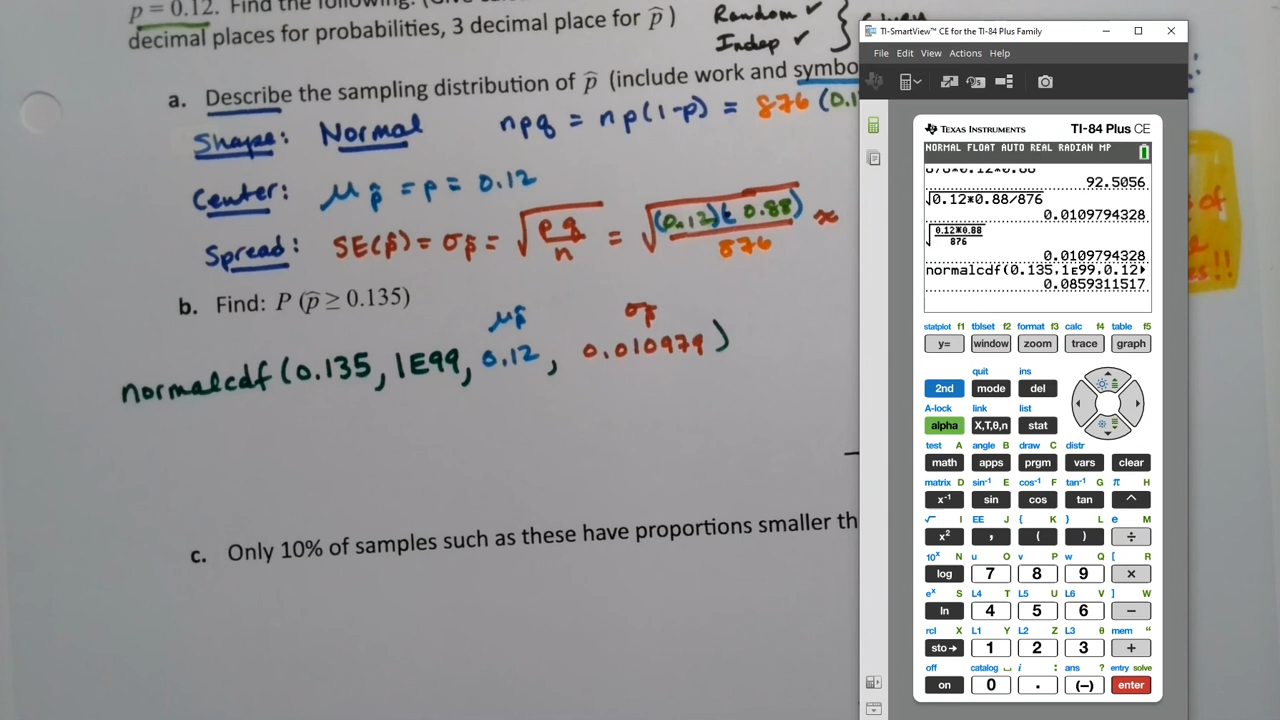 p = 0.12. Find the following:
decimal places for probabilities, 3 decimal place for p̂ )
Random ✓
Indep ✓
a. Describe the sampling distribution of p̂ (include work and symbo
Shape: Normal npq = np(1-p) = 876 (0.1
Center: μp̂ = p = 0.12
Spread: SE(p̂) = σp̂ = √pq/n = √(0.12)(0.88)/876 ≈
b. Find: P (p̂ ≥ 0.135)
μp̂ σp̂
normalcdf (0.135, 1E99, 0.12, 0.010979)
c. Only 10% of samples such as these have proportions smaller th
TI-SmartView™ CE for the TI-84 Plus Family
File Edit View Actions Help
TEXAS INSTRUMENTS TI-84 Plus CE
NORMAL FLOAT AUTO REAL RADIAN MP
876*0.12*0.88
92.5056
√0.12*0.88/876
0.0109794328
√0.12*0.88/876
0.0109794328
normalcdf(0.135,1E99,0.12
0.0859311517
statplot f1 tblset f2 format f3 calc f4 table f5
y= window zoom trace graph
quit ins
2nd mode del
A-lock link list
alpha X,T,θ,n stat
test A angle B draw C distr
math apps prgm vars clear
matrix D sin⁻¹ E cos⁻¹ F tan⁻¹ G π H
x⁻¹ sin cos tan ^
√ I EE J { K } L e M
x² , ( ) ÷
10ˣ N u O v P w Q [ R
log 7 8 9 ×
eˣ S L4 T L5 U L6 V ] W
ln 4 5 6 −
rcl X L1 Y L2 Z L3 θ mem "
sto→ 1 2 3 +
off catalog i : ans ? entry solve
on 0 . (−) enter